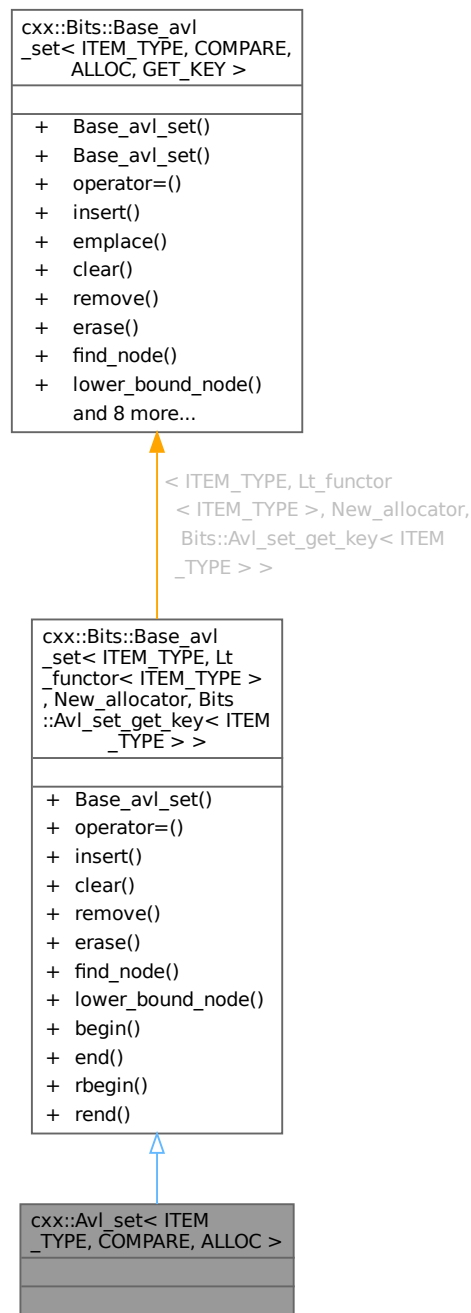 cxx::Bits::Base_avl
_set< ITEM_TYPE, COMPARE,
ALLOC, GET_KEY >
+ Base_avl_set()
+ Base_avl_set()
+ operator=()
+ insert()
+ emplace()
+ clear()
+ remove()
+ erase()
+ find_node()
+ lower_bound_node()
and 8 more...
< ITEM_TYPE, Lt_functor
< ITEM_TYPE >, New_allocator,
Bits::Avl_set_get_key< ITEM
_TYPE > >
cxx::Bits::Base_avl
_set< ITEM_TYPE, Lt
_functor< ITEM_TYPE >
, New_allocator, Bits
::Avl_set_get_key< ITEM
_TYPE > >
+ Base_avl_set()
+ operator=()
+ insert()
+ clear()
+ remove()
+ erase()
+ find_node()
+ lower_bound_node()
+ begin()
+ end()
+ rbegin()
+ rend()
cxx::Avl_set< ITEM
_TYPE, COMPARE, ALLOC >